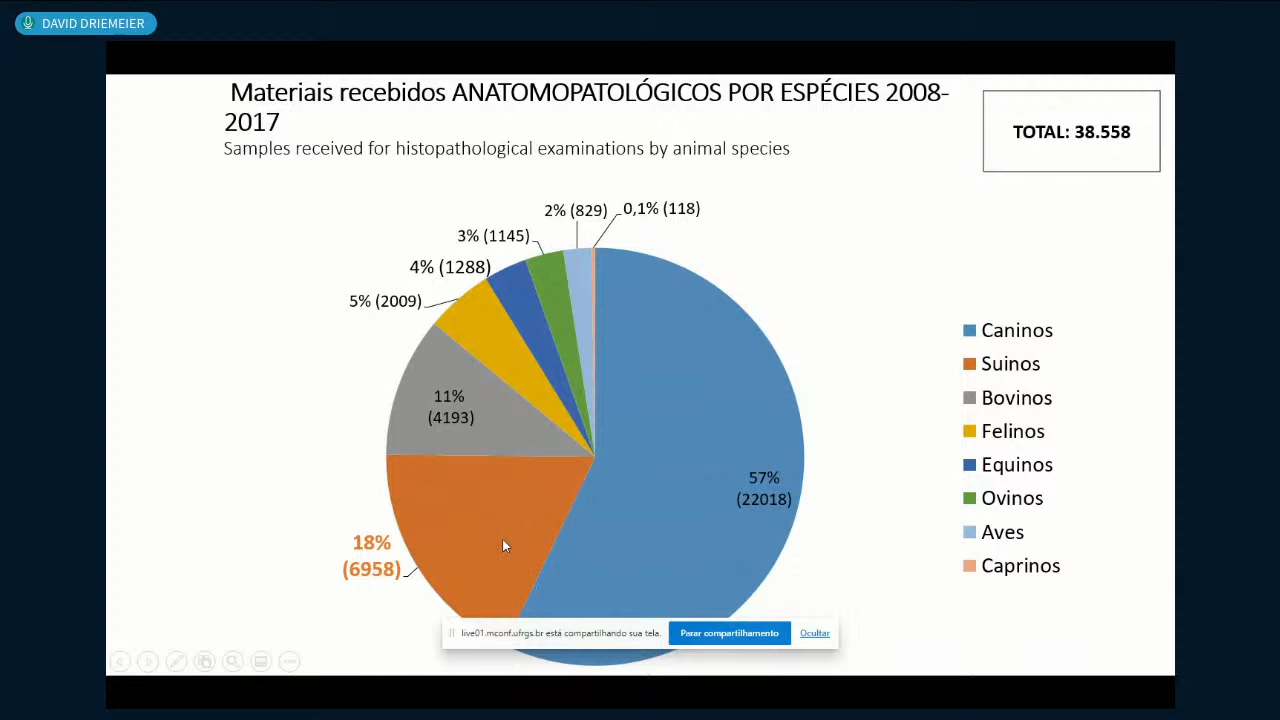 DAVID DRIEMEIER
Materiais recebidos ANATOMOPATOLÓGICOS POR ESPÉCIES 2008-
2017
Samples received for histopathological examinations by animal species
TOTAL: 38.558
2% (829)
0,1% (118)
3% (1145)
4% (1288)
5% (2009)
11%
(4193)
57%
(22018)
18%
(6958)
Caninos
Suinos
Bovinos
Felinos
Equinos
Ovinos
Aves
Caprinos
live01.mconf.ufrgs.br está compartilhando sua tela.
Parar compartilhamento
Ocultar